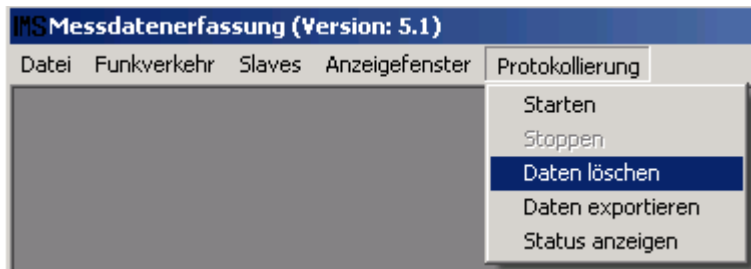 IMS Messdatenerfassung (Version: 5.1)
Datei Funkverkehr Slaves Anzeigefenster Protokollierung
Starten
Stoppen
Daten löschen
Daten exportieren
Status anzeigen